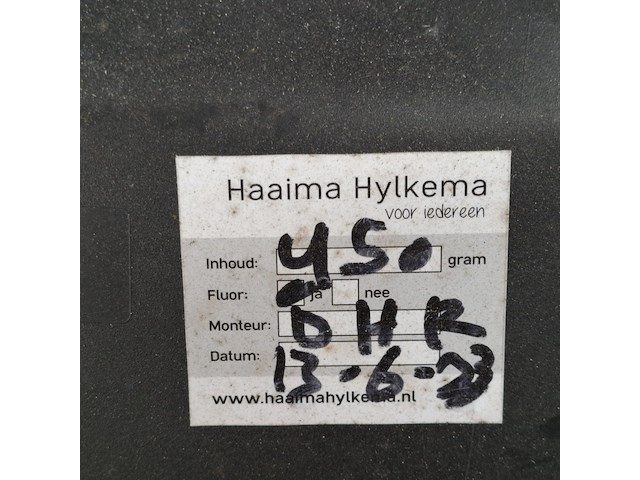 Haaima Hylkema
voor iedereen
Inhoud: 450 gram
Fluor: ja nee
Monteur: DHR
Datum: 13-6-23
www.haaimahylkema.nl